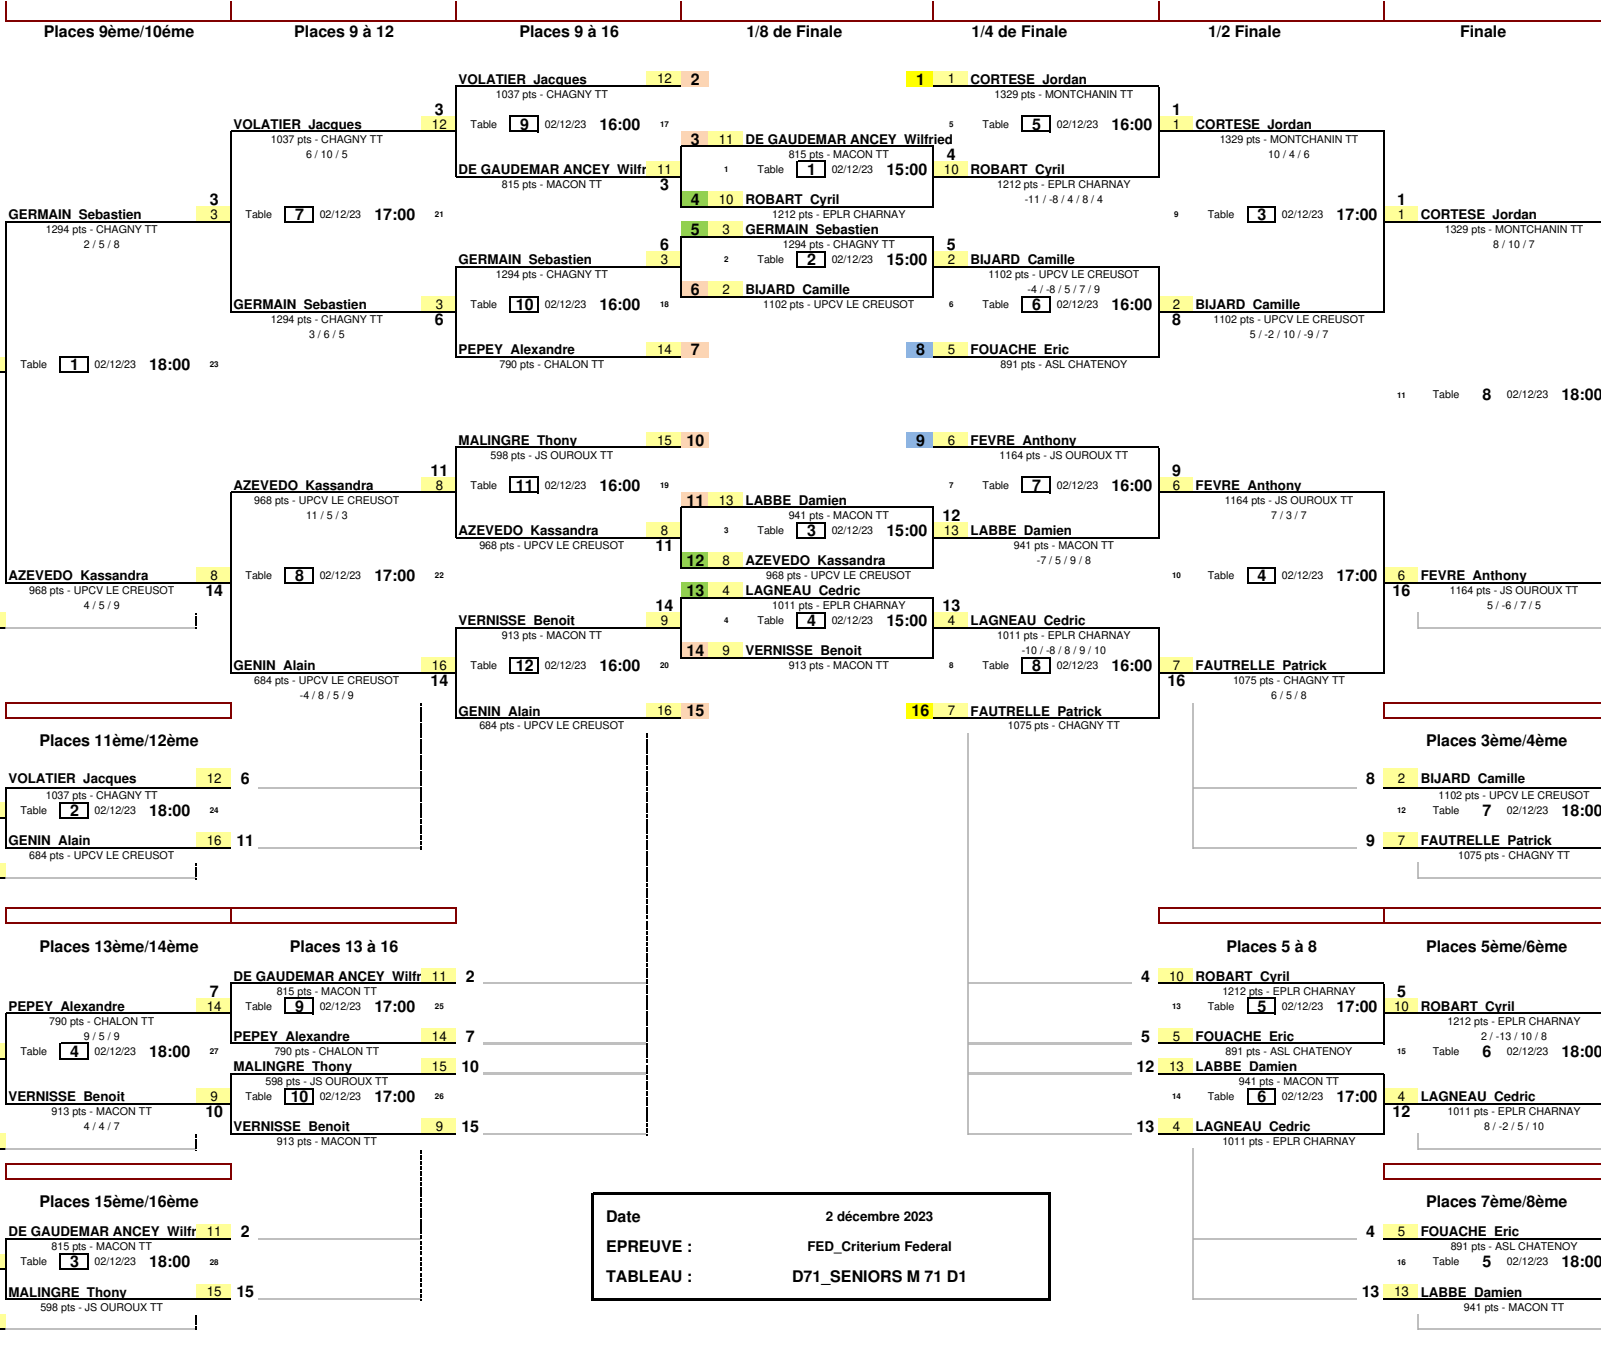 Places 9ème/10éme
Places 9 à 12
Places 9 à 16
1/8 de Finale
1/4 de Finale
1/2 Finale
Finale
GERMAIN Sebastien 3
3
1294 pts - CHAGNY TT
2 / 5 / 8
Table 1 02/12/23 18:00 23
AZEVEDO Kassandra 8
14
968 pts - UPCV LE CREUSOT
4 / 5 / 9
3
VOLATIER Jacques 12
1037 pts - CHAGNY TT
6 / 10 / 5
Table 7 02/12/23 17:00 21
GERMAIN Sebastien 3
6
1294 pts - CHAGNY TT
3 / 6 / 5
11
AZEVEDO Kassandra 8
968 pts - UPCV LE CREUSOT
11 / 5 / 3
Table 8 02/12/23 17:00 22
GENIN Alain 16
14
684 pts - UPCV LE CREUSOT
-4 / 8 / 5 / 9
VOLATIER Jacques 12 2
1037 pts - CHAGNY TT
Table 9 02/12/23 16:00 17
DE GAUDEMAR ANCEY Wilfr 11
3
815 pts - MACON TT
6
GERMAIN Sebastien 3
1294 pts - CHAGNY TT
Table 10 02/12/23 16:00 18
PEPEY Alexandre 14 7
790 pts - CHALON TT
MALINGRE Thony 15 10
598 pts - JS OUROUX TT
Table 11 02/12/23 16:00 19
AZEVEDO Kassandra 8
11
968 pts - UPCV LE CREUSOT
14
VERNISSE Benoit 9
913 pts - MACON TT
Table 12 02/12/23 16:00 20
GENIN Alain 16 15
684 pts - UPCV LE CREUSOT
3 11 DE GAUDEMAR ANCEY Wilfried
815 pts - MACON TT
1 Table 1 02/12/23 15:00
4 10 ROBART Cyril
1212 pts - EPLR CHARNAY
5 3 GERMAIN Sebastien
1294 pts - CHAGNY TT
2 Table 2 02/12/23 15:00
6 2 BIJARD Camille
1102 pts - UPCV LE CREUSOT
11 13 LABBE Damien
941 pts - MACON TT
3 Table 3 02/12/23 15:00
12 8 AZEVEDO Kassandra
968 pts - UPCV LE CREUSOT
13 4 LAGNEAU Cedric
1011 pts - EPLR CHARNAY
4 Table 4 02/12/23 15:00
14 9 VERNISSE Benoit
913 pts - MACON TT
1 1 CORTESE Jordan
1329 pts - MONTCHANIN TT
5 Table 5 02/12/23 16:00
4
10 ROBART Cyril
1212 pts - EPLR CHARNAY
-11 / -8 / 4 / 8 / 4
5
2 BIJARD Camille
1102 pts - UPCV LE CREUSOT
-4 / -8 / 5 / 7 / 9
6 Table 6 02/12/23 16:00
8 5 FOUACHE Eric
891 pts - ASL CHATENOY
9 6 FEVRE Anthony
1164 pts - JS OUROUX TT
7 Table 7 02/12/23 16:00
12
13 LABBE Damien
941 pts - MACON TT
-7 / 5 / 9 / 8
13
4 LAGNEAU Cedric
1011 pts - EPLR CHARNAY
-10 / -8 / 8 / 9 / 10
8 Table 8 02/12/23 16:00
16 7 FAUTRELLE Patrick
1075 pts - CHAGNY TT
1
1 CORTESE Jordan
1329 pts - MONTCHANIN TT
10 / 4 / 6
9 Table 3 02/12/23 17:00
2 BIJARD Camille
8
1102 pts - UPCV LE CREUSOT
5 / -2 / 10 / -9 / 7
9
6 FEVRE Anthony
1164 pts - JS OUROUX TT
7 / 3 / 7
10 Table 4 02/12/23 17:00
7 FAUTRELLE Patrick
16
1075 pts - CHAGNY TT
6 / 5 / 8
1
1 CORTESE Jordan
1329 pts - MONTCHANIN TT
8 / 10 / 7
11 Table 8 02/12/23 18:00
6 FEVRE Anthony
16
1164 pts - JS OUROUX TT
5 / -6 / 7 / 5
Places 11ème/12ème
VOLATIER Jacques 12 6
1037 pts - CHAGNY TT
Table 2 02/12/23 18:00 24
GENIN Alain 16 11
684 pts - UPCV LE CREUSOT
Places 3ème/4ème
8 2 BIJARD Camille
1102 pts - UPCV LE CREUSOT
12 Table 7 02/12/23 18:00
9 7 FAUTRELLE Patrick
1075 pts - CHAGNY TT
Places 13ème/14ème
Places 13 à 16
7
PEPEY Alexandre 14
790 pts - CHALON TT
9 / 5 / 9
Table 4 02/12/23 18:00 27
VERNISSE Benoit 9
10
913 pts - MACON TT
4 / 4 / 7
DE GAUDEMAR ANCEY Wilfr 11 2
815 pts - MACON TT
Table 9 02/12/23 17:00 25
PEPEY Alexandre 14 7
790 pts - CHALON TT
MALINGRE Thony 15 10
598 pts - JS OUROUX TT
Table 10 02/12/23 17:00 26
VERNISSE Benoit 9 15
913 pts - MACON TT
Places 5 à 8
Places 5ème/6ème
4 10 ROBART Cyril
1212 pts - EPLR CHARNAY
13 Table 5 02/12/23 17:00
5 5 FOUACHE Eric
891 pts - ASL CHATENOY
12 13 LABBE Damien
941 pts - MACON TT
14 Table 6 02/12/23 17:00
13 4 LAGNEAU Cedric
1011 pts - EPLR CHARNAY
5
10 ROBART Cyril
1212 pts - EPLR CHARNAY
2 / -13 / 10 / 8
15 Table 6 02/12/23 18:00
4 LAGNEAU Cedric
12
1011 pts - EPLR CHARNAY
8 / -2 / 5 / 10
Places 15ème/16ème
DE GAUDEMAR ANCEY Wilfr 11 2
815 pts - MACON TT
Table 3 02/12/23 18:00 28
MALINGRE Thony 15 15
598 pts - JS OUROUX TT
Date 2 décembre 2023
EPREUVE : FED_Criterium Federal
TABLEAU : D71_SENIORS M 71 D1
Places 7ème/8ème
4 5 FOUACHE Eric
891 pts - ASL CHATENOY
16 Table 5 02/12/23 18:00
13 13 LABBE Damien
941 pts - MACON TT